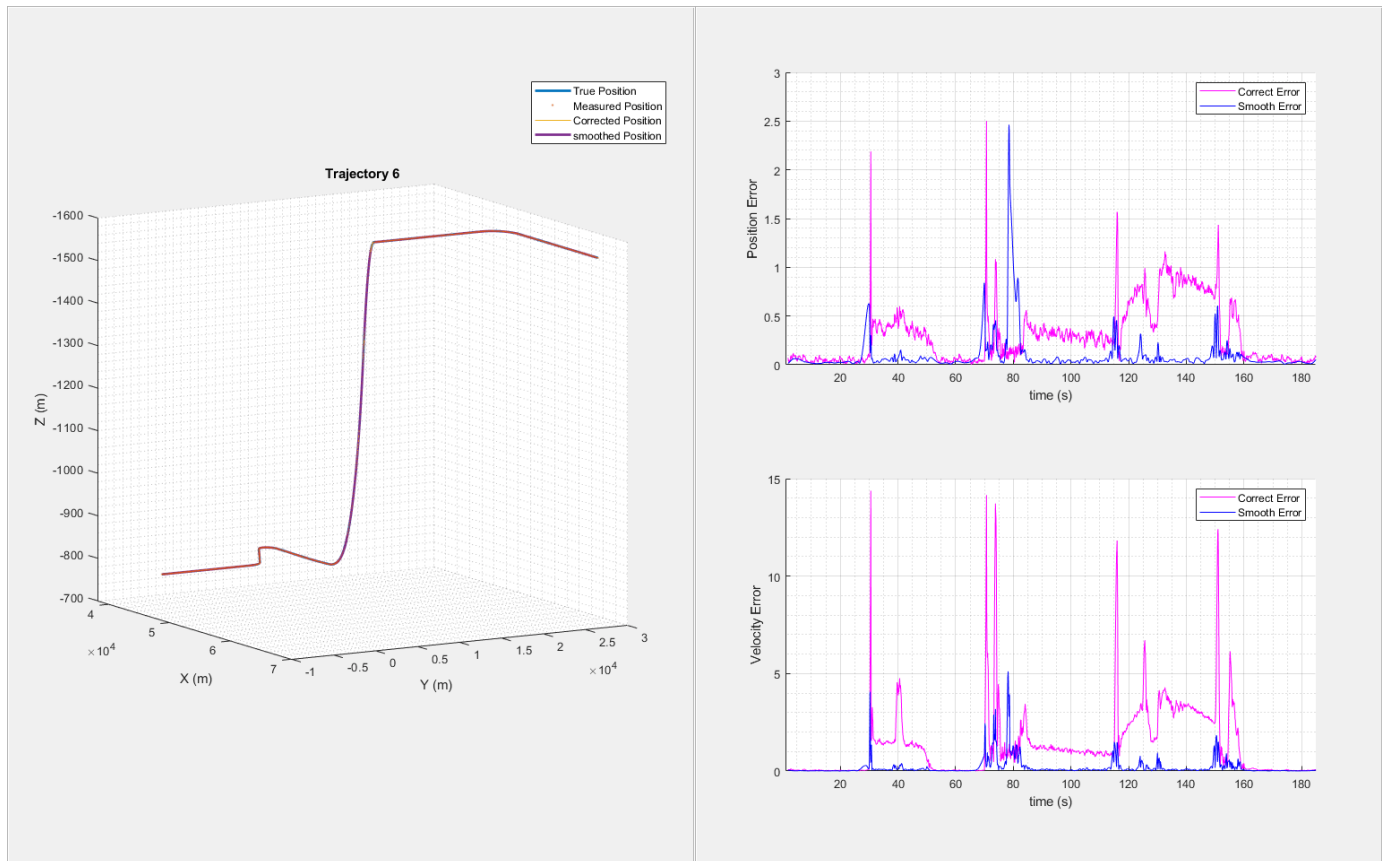 True Position
Measured Position
Corrected Position
smoothed Position
Trajectory 6
-1600
-1500
-1400
-1300
-1200
-1100
-1000
-900
-800
-700
Z (m)
4
5
6
7
×10⁴
X (m)
-1
-0.5
0
0.5
1
1.5
2
2.5
3
×10⁴
Y (m)
3
2.5
2
1.5
1
0.5
0
Position Error
Correct Error
Smooth Error
20 40 60 80 100 120 140 160 180
time (s)
15
10
5
0
Velocity Error
Correct Error
Smooth Error
20 40 60 80 100 120 140 160 180
time (s)